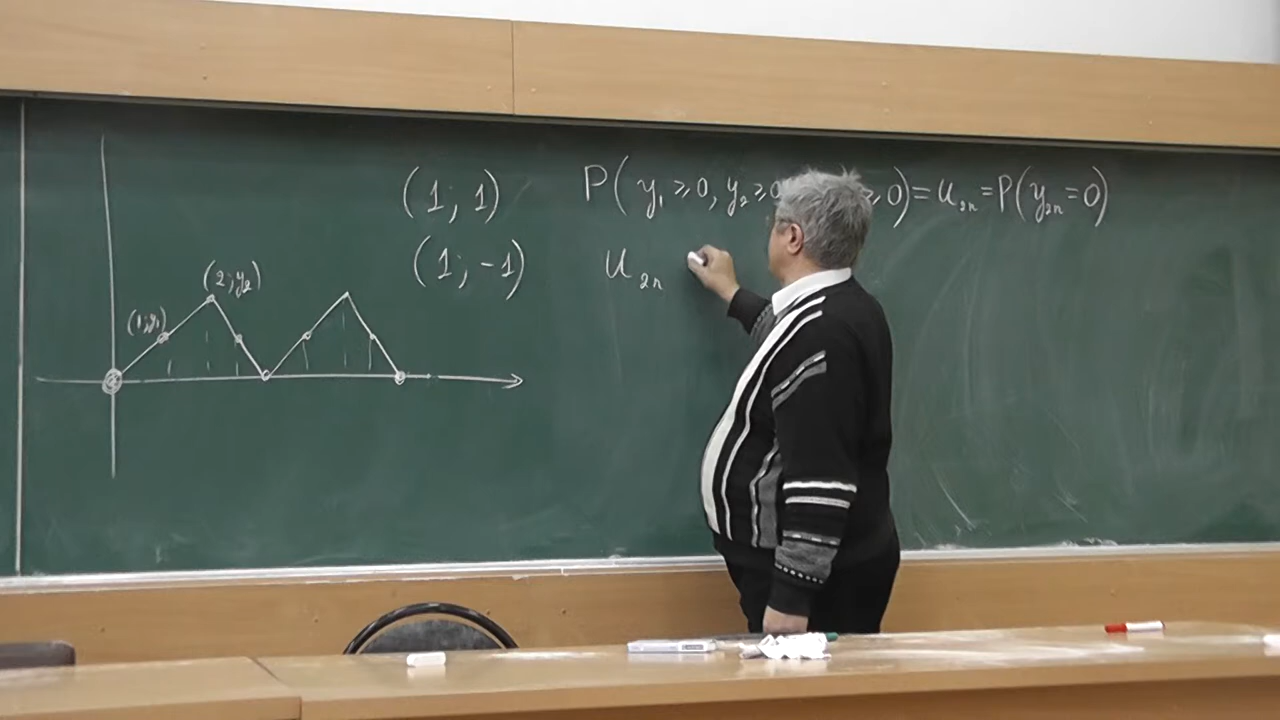 (1; 1)
P(y₁ ⩾ 0, y₂ ⩾ 0 ⩾ 0) = u₂ₙ = P(y₂ₙ = 0)
(1; -1)
u₂ₙ
(2; y₂)
(1; y₁)